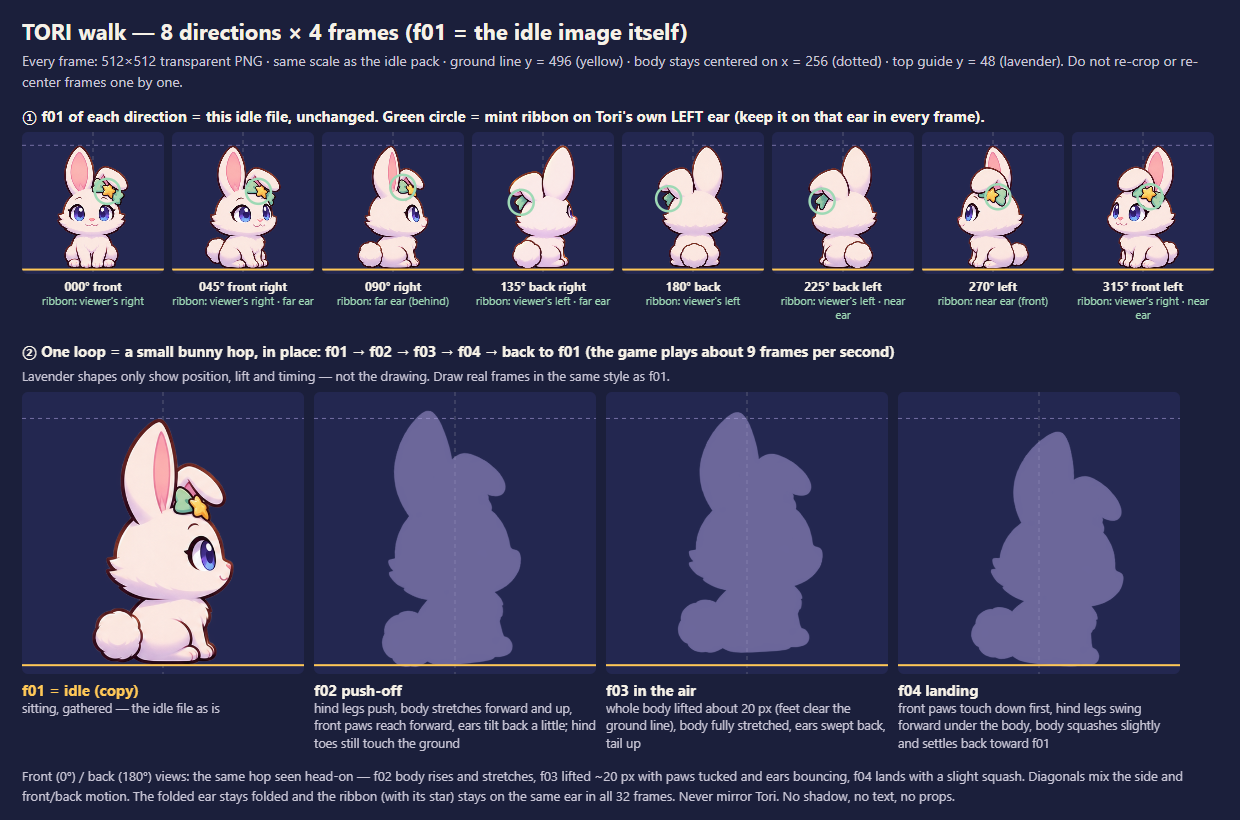 TORI walk — 8 directions × 4 frames (f01 = the idle image itself)
Every frame: 512×512 transparent PNG · same scale as the idle pack · ground line y = 496 (yellow) · body stays centered on x = 256 (dotted) · top guide y = 48 (lavender). Do not re-crop or re-
center frames one by one.
① f01 of each direction = this idle file, unchanged. Green circle = mint ribbon on Tori's own LEFT ear (keep it on that ear in every frame).
000° front
ribbon: viewer's right
045° front right
ribbon: viewer's right · far ear
090° right
ribbon: far ear (behind)
135° back right
ribbon: viewer's left · far ear
180° back
ribbon: viewer's left
225° back left
ribbon: viewer's left · near
ear
270° left
ribbon: near ear (front)
315° front left
ribbon: viewer's right · near
ear
② One loop = a small bunny hop, in place: f01 → f02 → f03 → f04 → back to f01 (the game plays about 9 frames per second)
Lavender shapes only show position, lift and timing — not the drawing. Draw real frames in the same style as f01.
f01 = idle (copy)
sitting, gathered — the idle file as is
f02 push-off
hind legs push, body stretches forward and up,
front paws reach forward, ears tilt back a little; hind
toes still touch the ground
f03 in the air
whole body lifted about 20 px (feet clear the
ground line), body fully stretched, ears swept back,
tail up
f04 landing
front paws touch down first, hind legs swing
forward under the body, body squashes slightly
and settles back toward f01
Front (0°) / back (180°) views: the same hop seen head-on — f02 body rises and stretches, f03 lifted ~20 px with paws tucked and ears bouncing, f04 lands with a slight squash. Diagonals mix the side and
front/back motion. The folded ear stays folded and the ribbon (with its star) stays on the same ear in all 32 frames. Never mirror Tori. No shadow, no text, no props.